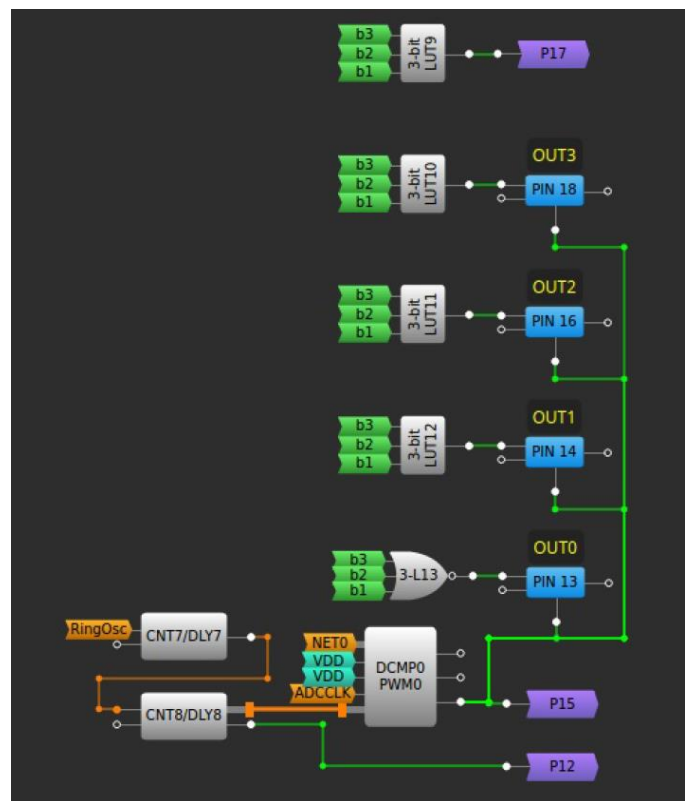 b3
b2
b1
3-bit
LUT9
P17
OUT3
b3
b2
b1
3-bit
LUT10
PIN 18
OUT2
b3
b2
b1
3-bit
LUT11
PIN 16
OUT1
b3
b2
b1
3-bit
LUT12
PIN 14
OUT0
b3
b2
b1
3-L13
PIN 13
RingOsc
CNT7/DLY7
NET0
VDD
VDD
ADCCLK
DCMP0
PWM0
CNT8/DLY8
P15
P12